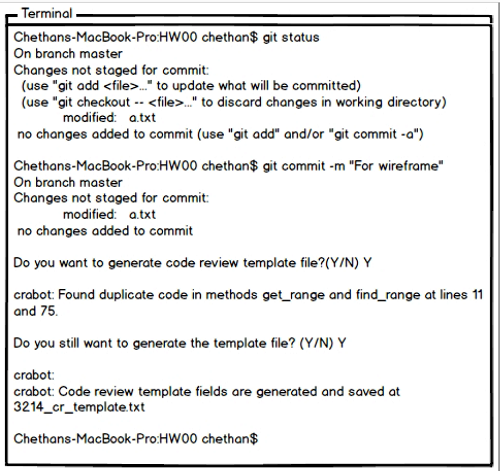 Terminal
Chethans-MacBook-Pro:HW00 chethan$ git status
On branch master
Changes not staged for commit:
(use "git add <file>..." to update what will be committed)
(use "git checkout -- <file>..." to discard changes in working directory)
modified: a.txt
no changes added to commit (use "git add" and/or "git commit -a")
Chethans-MacBook-Pro:HW00 chethan$ git commit -m "For wireframe"
On branch master
Changes not staged for commit:
modified: a.txt
no changes added to commit
Do you want to generate code review template file?(Y/N) Y
crabot: Found duplicate code in methods get_range and find_range at lines 11
and 75.
Do you still want to generate the template file? (Y/N) Y
crabot:
crabot: Code review template fields are generated and saved at
3214_cr_template.txt
Chethans-MacBook-Pro:HW00 chethan$